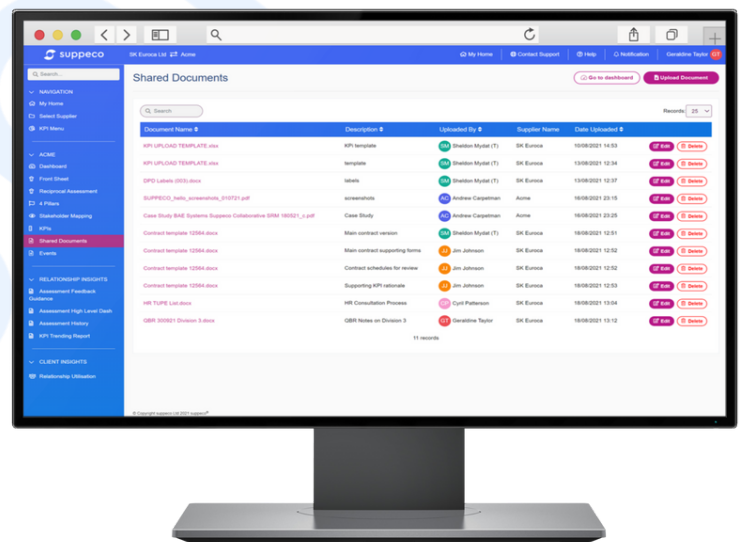 suppeco
SK Euroca Ltd Acme
My Home Contact Support Help Notification Geraldine Taylor GT
Search...
NAVIGATION
My Home
Select Supplier
KPI Menu
ACME
Dashboard
Front Sheet
Reciprocal Assessment
4 Pillars
Stakeholder Mapping
KPIs
Shared Documents
Events
RELATIONSHIP INSIGHTS
Assessment Feedback
Guidance
Assessment High Level Dash
Assessment History
KPI Trending Report
CLIENT INSIGHTS
Relationship Utilisation
Shared Documents
Go to dashboard Upload Document
Search Records 25
Document Name Description Uploaded By Supplier Name Date Uploaded
KPI UPLOAD TEMPLATE.xlsx KPI template SM Sheldon Mydat (T) SK Euroca 10/08/2021 14:53 Edit Delete
KPI UPLOAD TEMPLATE.xlsx template SM Sheldon Mydat (T) SK Euroca 13/08/2021 12:34 Edit Delete
DPD Labels (003).docx labels SM Sheldon Mydat (T) SK Euroca 13/08/2021 12:37 Edit Delete
SUPPECO_hello_screenshots_010721.pdf screenshots AC Andrew Carpetman Acme 16/08/2021 23:15 Edit Delete
Case Study BAE Systems Suppeco Collaborative SRM 180521_c.pdf Case Study AC Andrew Carpetman Acme 16/08/2021 23:25 Edit Delete
Contract template 12564.docx Main contract version SM Sheldon Mydat (T) SK Euroca 18/08/2021 12:51 Edit Delete
Contract template 12564.docx Main contract supporting forms JJ Jim Johnson SK Euroca 18/08/2021 12:52 Edit Delete
Contract template 12564.docx Contract schedules for review JJ Jim Johnson SK Euroca 18/08/2021 12:52 Edit Delete
Contract template 12564.docx Supporting KPI rationale JJ Jim Johnson SK Euroca 18/08/2021 12:53 Edit Delete
HR TUPE List.docx HR Consultation Process CP Cyril Patterson SK Euroca 18/08/2021 13:04 Edit Delete
QBR 300921 Division 3.docx QBR Notes on Division 3 GT Geraldine Taylor SK Euroca 18/08/2021 13:12 Edit Delete
11 records
© Copyright suppeco Ltd 2021 suppeco®